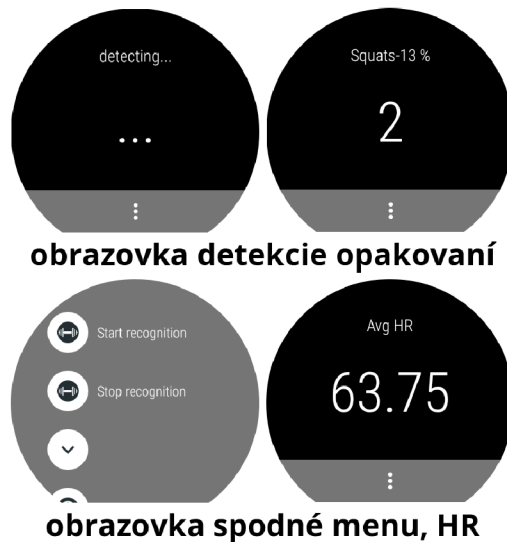 detecting...
...
Squats-13 %
2
obrazovka detekcie opakovaní
Start recognition
Stop recognition
Avg HR
63.75
obrazovka spodné menu, HR